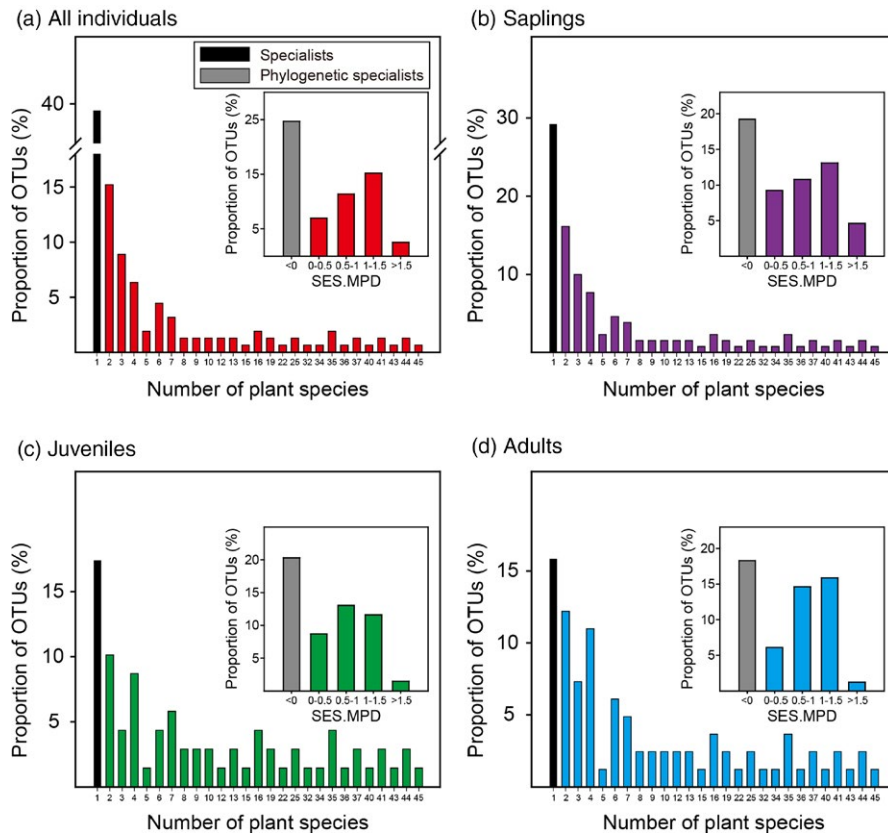 (a) All individuals
Specialists
Phylogenetic specialists
Proportion of OTUs (%)
40
15
10
5
Proportion of OTUs (%)
25
15
5
<0 0-0.5 0.5-1 1-1.5 >1.5
SES.MPD
1 2 3 4 5 6 7 8 9 10 12 13 15 16 19 22 25 32 34 35 36 37 40 41 43 44 45
Number of plant species
(b) Saplings
Proportion of OTUs (%)
30
20
10
Proportion of OTUs (%)
20
15
10
5
<0 0-0.5 0.5-1 1-1.5 >1.5
SES.MPD
1 2 3 4 5 6 7 8 9 10 12 13 15 16 19 22 25 32 34 35 36 37 40 41 43 44 45
Number of plant species
(c) Juveniles
Proportion of OTUs (%)
15
10
5
Proportion of OTUs (%)
20
15
10
5
<0 0-0.5 0.5-1 1-1.5 >1.5
SES.MPD
1 2 3 4 5 6 7 8 9 10 12 13 15 16 19 22 25 32 34 35 36 37 40 41 43 44 45
Number of plant species
(d) Adults
Proportion of OTUs (%)
15
10
5
Proportion of OTUs (%)
20
15
10
5
<0 0-0.5 0.5-1 1-1.5 >1.5
SES.MPD
1 2 3 4 5 6 7 8 9 10 12 13 15 16 19 22 25 32 34 35 36 37 40 41 43 44 45
Number of plant species